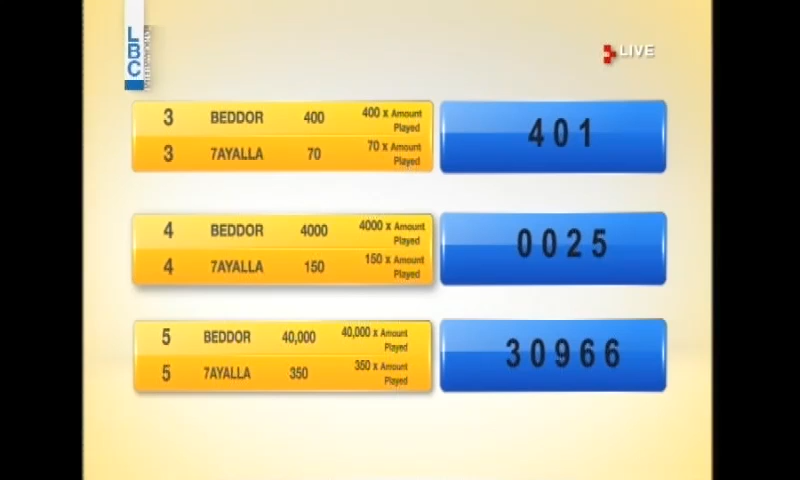 LBC
LIVE
3 BEDDOR 400 400 x Amount Played
3 7AYALLA 70 70 x Amount Played
401
4 BEDDOR 4000 4000 x Amount Played
4 7AYALLA 150 150 x Amount Played
0025
5 BEDDOR 40,000 40,000 x Amount Played
5 7AYALLA 350 350 x Amount Played
30966